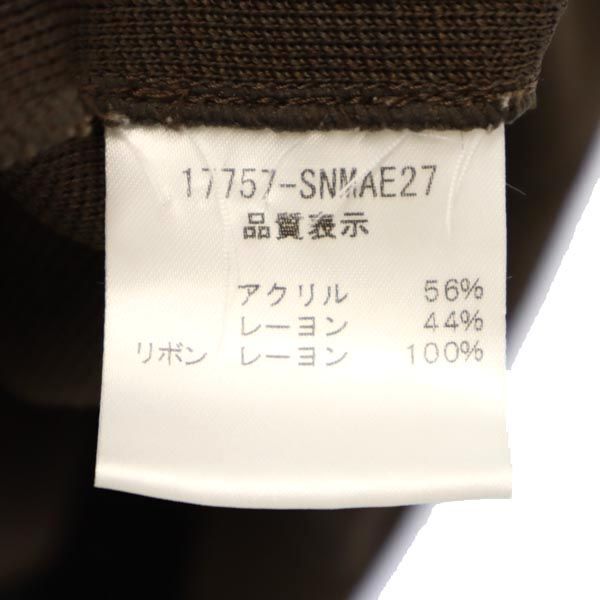 17757-SNMAE27
品質表示
アクリル 56%
レーヨン 44%
リボン レーヨン 100%